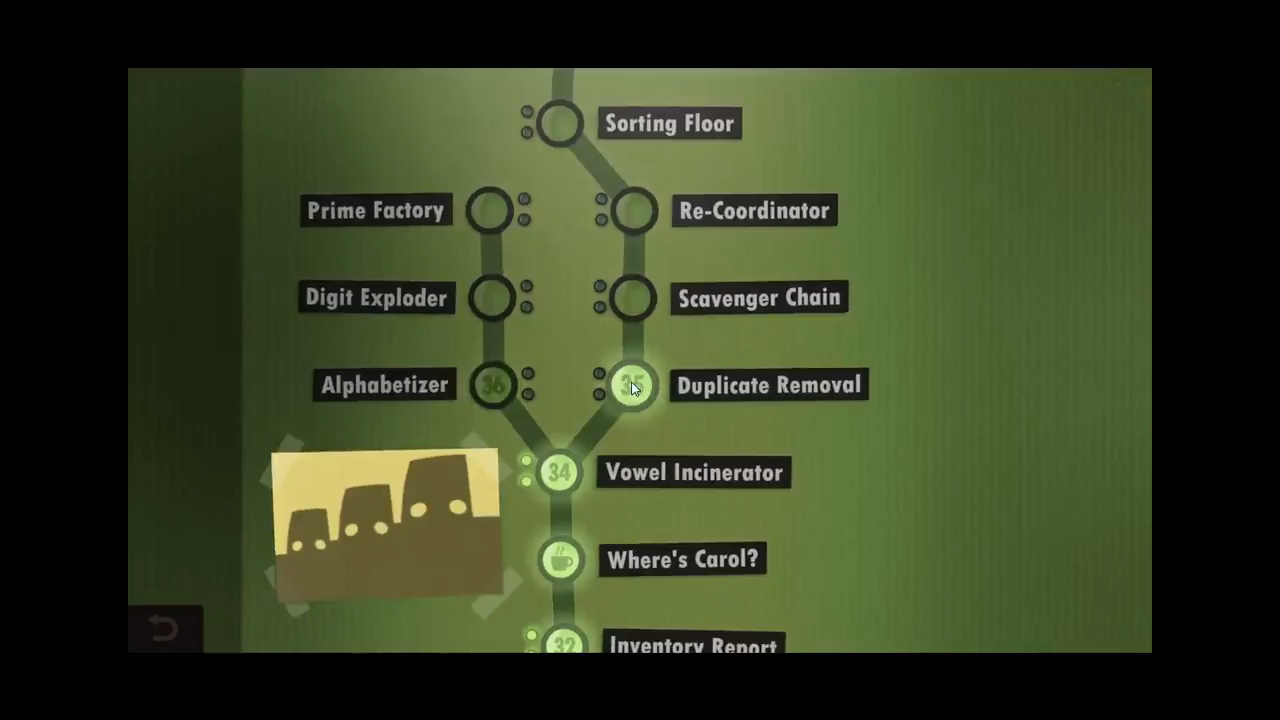 Sorting Floor
Prime Factory
Re-Coordinator
Digit Exploder
Scavenger Chain
Alphabetizer
36
35
Duplicate Removal
34
Vowel Incinerator
Where's Carol?
32
Inventory Report